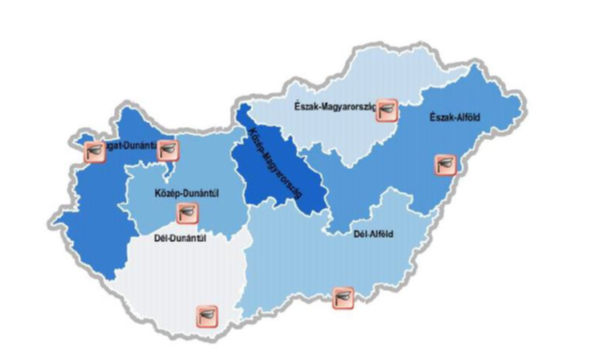 Észak-Magyarország
Észak-Alföld
Közép-Magyarország
Közép-Dunántúl
Dél-Dunántúl
Dél-Alföld